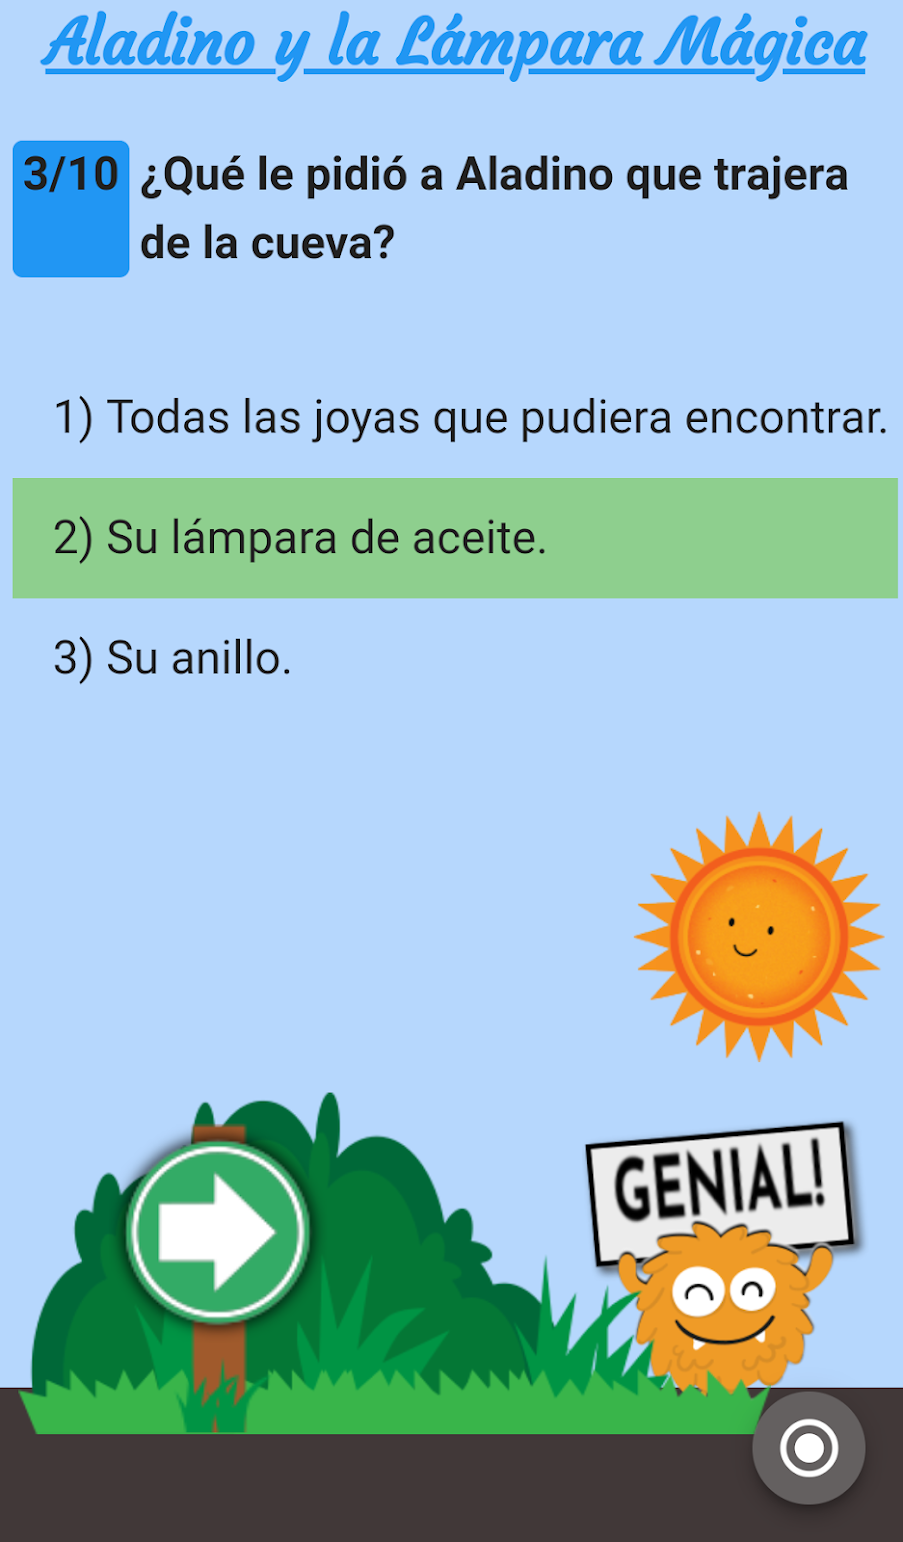 Aladino y la Lámpara Mágica
3/10 ¿Qué le pidió a Aladino que trajera
de la cueva?
1) Todas las joyas que pudiera encontrar.
2) Su lámpara de aceite.
3) Su anillo.
GENIAL!